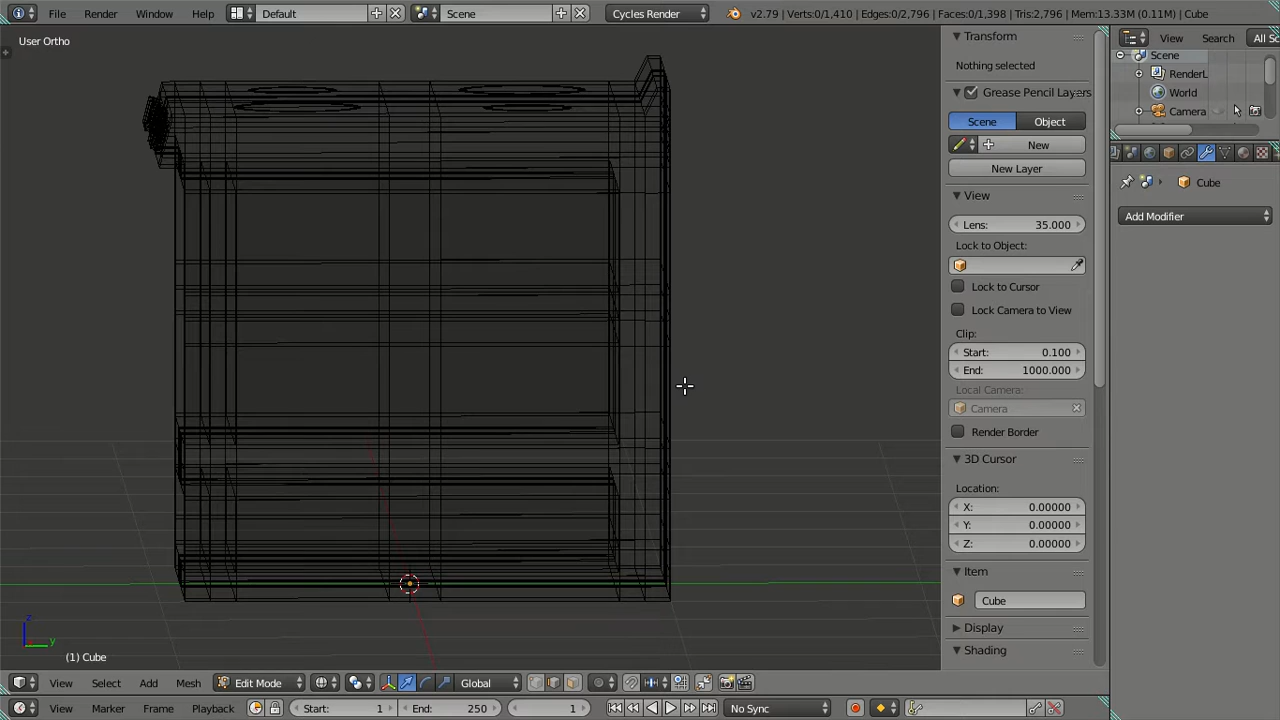 File Render Window Help Default Scene Cycles Render v2.79 | Verts:0/1,410 | Edges:0/2,796 | Faces:0/1,398 | Tris:2,796 | Mem:13.33M (0.11M) | Cube
User Ortho
Transform
Nothing selected
Grease Pencil Layers
Scene Object
New
New Layer
View
Lens: 35.000
Lock to Object:
Lock to Cursor
Lock Camera to View
Clip:
Start: 0.100
End: 1000.000
Local Camera:
Camera
Render Border
3D Cursor
Location:
X: 0.00000
Y: 0.00000
Z: 0.00000
Item
Cube
Display
Shading
View Search All Sc
Scene
RenderL
World
Camera
Cube
Add Modifier
z
y
(1) Cube
View Select Add Mesh Edit Mode Global
View Marker Frame Playback Start: 1 End: 250 1 No Sync